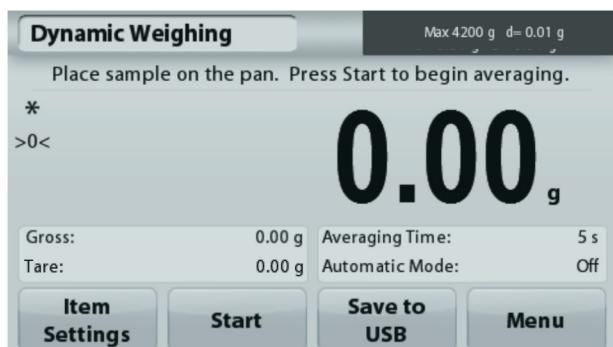 Dynamic Weighing
Max 4200 g d= 0.01 g
Place sample on the pan. Press Start to begin averaging.
*
>0<
0.00 g
Gross: 0.00 g
Tare: 0.00 g
Averaging Time: 5 s
Automatic Mode: Off
Item
Settings
Start
Save to
USB
Menu